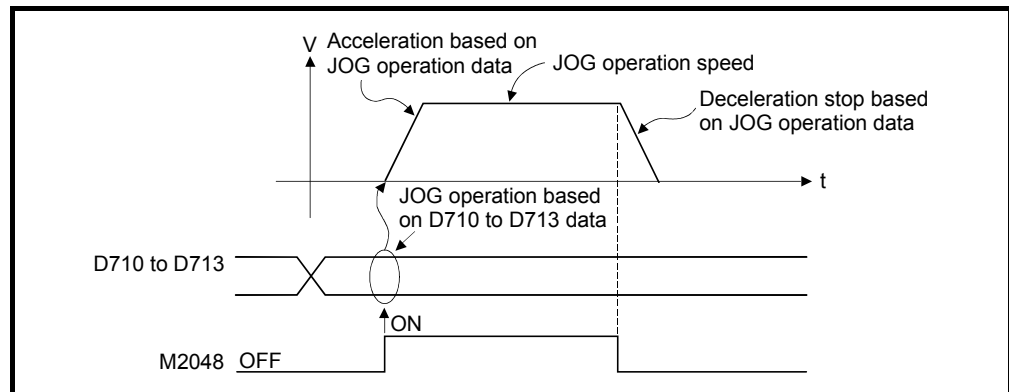 V
Acceleration based on
JOG operation data
JOG operation speed
Deceleration stop based
on JOG operation data
t
JOG operation based
on D710 to D713 data
D710 to D713
ON
M2048 OFF